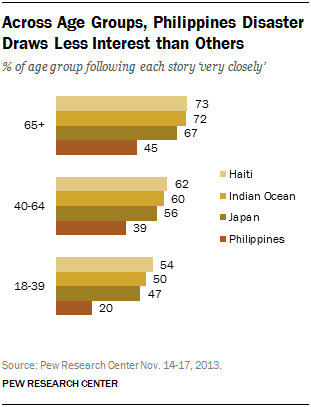 Across Age Groups, Philippines Disaster
Draws Less Interest than Others
% of age group following each story ‘very closely’
65+
73
72
67
45
40-64
62
60
56
39
18-39
54
50
47
20
Haiti
Indian Ocean
Japan
Philippines
Source: Pew Research Center Nov. 14-17, 2013.
PEW RESEARCH CENTER